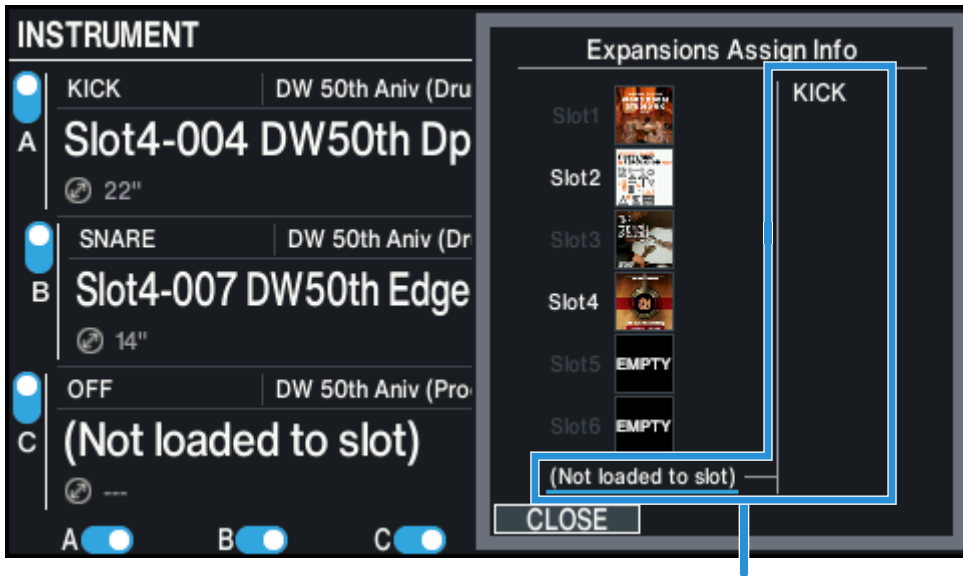 INSTRUMENT
KICK DW 50th Aniv (Dru
A Slot4-004 DW50th Dp
22"
SNARE DW 50th Aniv (Dr
B Slot4-007 DW50th Edge
14"
OFF DW 50th Aniv (Pro
C (Not loaded to slot)
---
A B C
Expansions Assign Info
Slot1 KICK
Slot2
Slot3
Slot4
Slot5 EMPTY
Slot6 EMPTY
(Not loaded to slot)
CLOSE